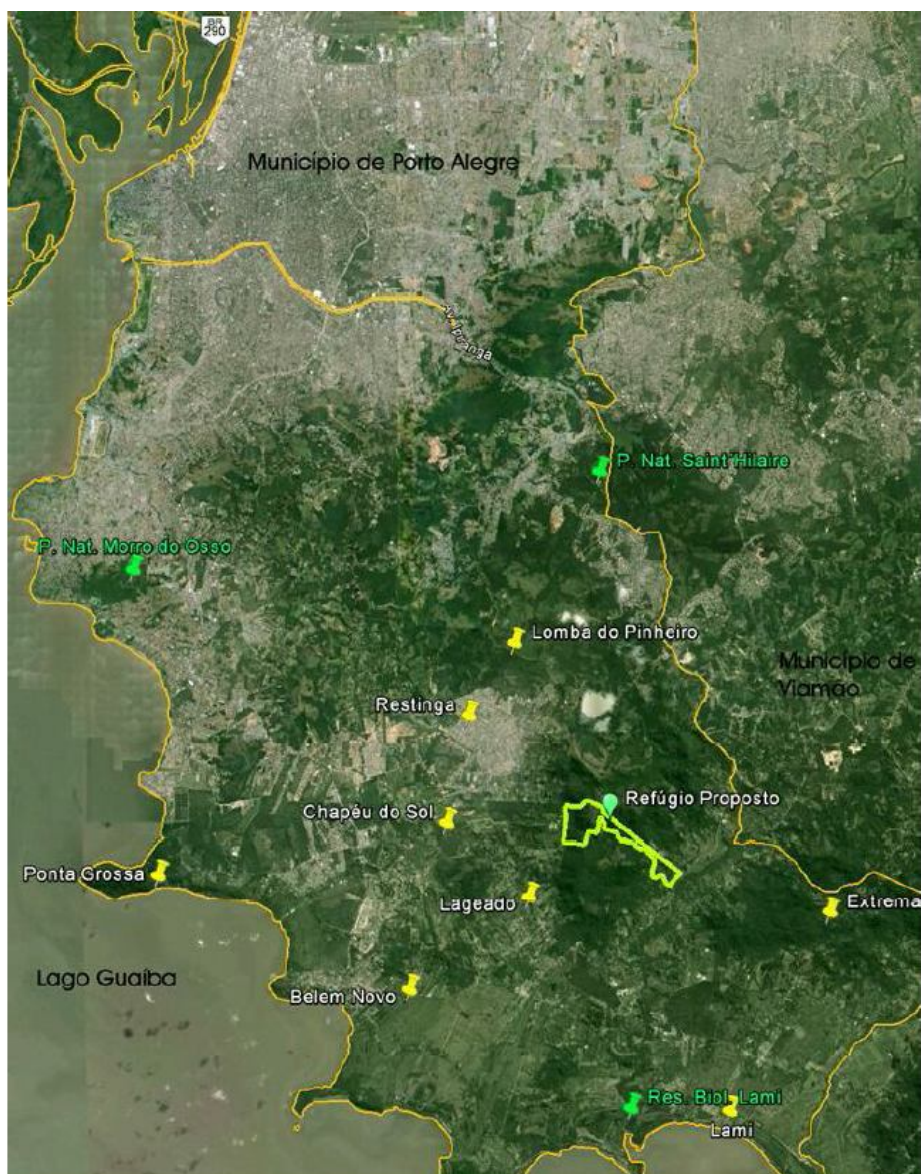 BR
290
Município de Porto Alegre
Av. Ipiranga
P. Nat. Saint Hilaire
P. Nat. Morro do Osso
Lomba do Pinheiro
Município de
Viamão
Restinga
Refúgio Proposto
Chapéu do Sol
Ponta Grossa
Lageado
Extrema
Lago Guaíba
Belem Novo
Res. Biol. Lami
Lami